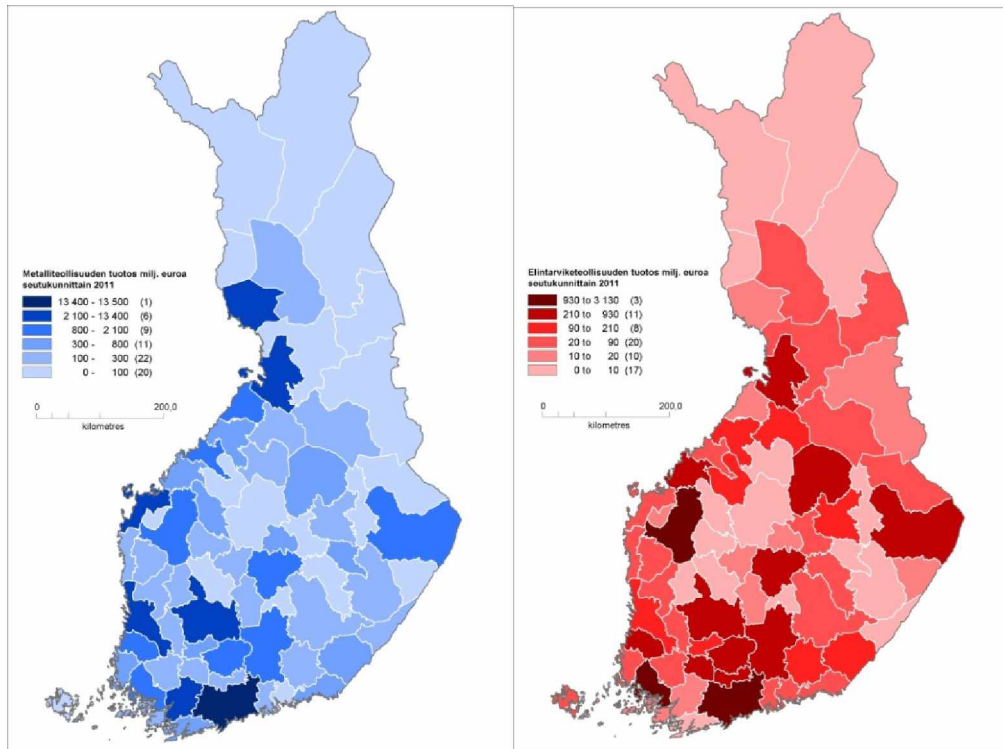 Metalliteollisuuden tuotos milj. euroa
seutukunnittain 2011
13 400 - 13 500 (1)
2 100 - 13 400 (6)
800 - 2 100 (9)
300 - 800 (11)
100 - 300 (22)
0 - 100 (20)
0 200,0
kilometres
Elintarviketeollisuuden tuotos milj. euroa
seutukunnittain 2011
930 to 3 130 (3)
210 to 930 (11)
90 to 210 (8)
20 to 90 (20)
10 to 20 (10)
0 to 10 (17)
0 200,0
kilometres